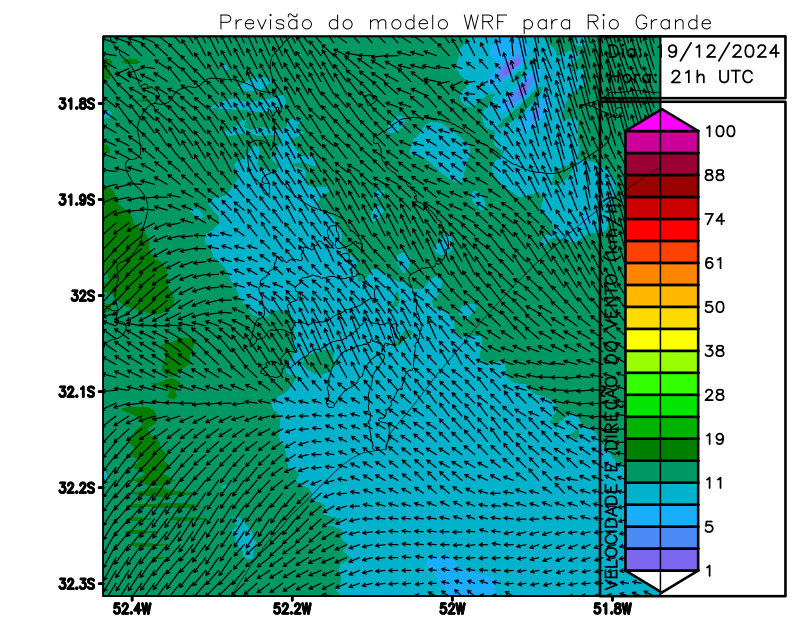 Previsão do modelo WRF para Rio Grande
Dia: 19/12/2024
Hora: 21h UTC
31.8S
31.9S
32S
32.1S
32.2S
32.3S
52.4W
52.2W
52W
51.8W
VELOCIDADE E DIREÇÃO DO VENTO (km/h)
100
88
74
61
50
38
28
19
11
5
1